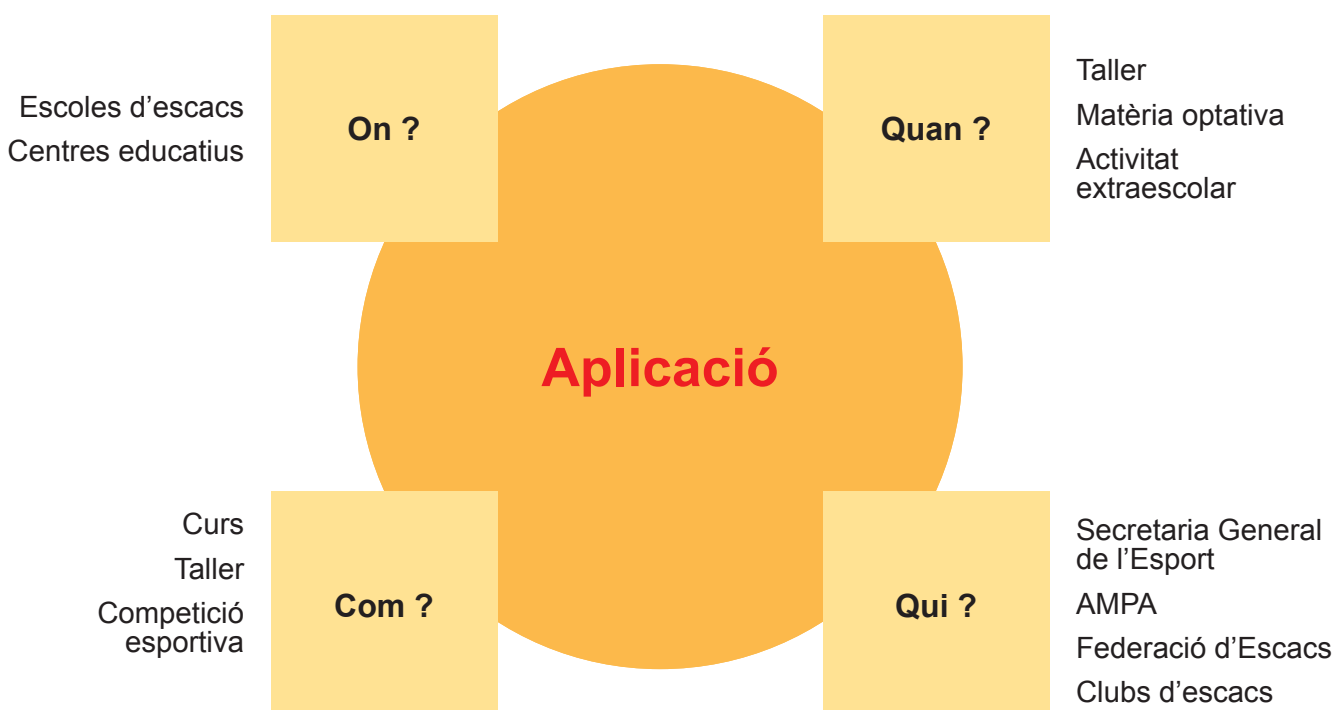 Escoles d'escacs
Centres educatius
On ?
Quan ?
Taller
Matèria optativa
Activitat
extraescolar
Aplicació
Curs
Taller
Competició
esportiva
Com ?
Qui ?
Secretaria General
de l’Esport
AMPA
Federació d’Escacs
Clubs d’escacs